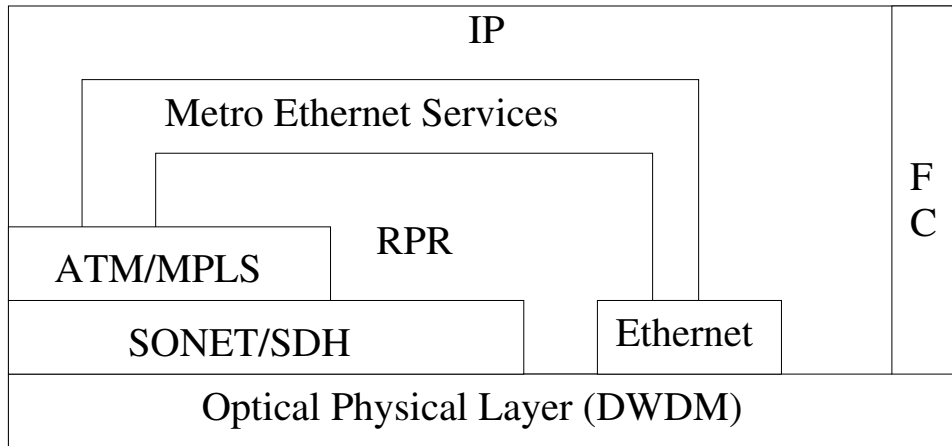 IP
Metro Ethernet Services
F
C
RPR
ATM/MPLS
Ethernet
SONET/SDH
Optical Physical Layer (DWDM)